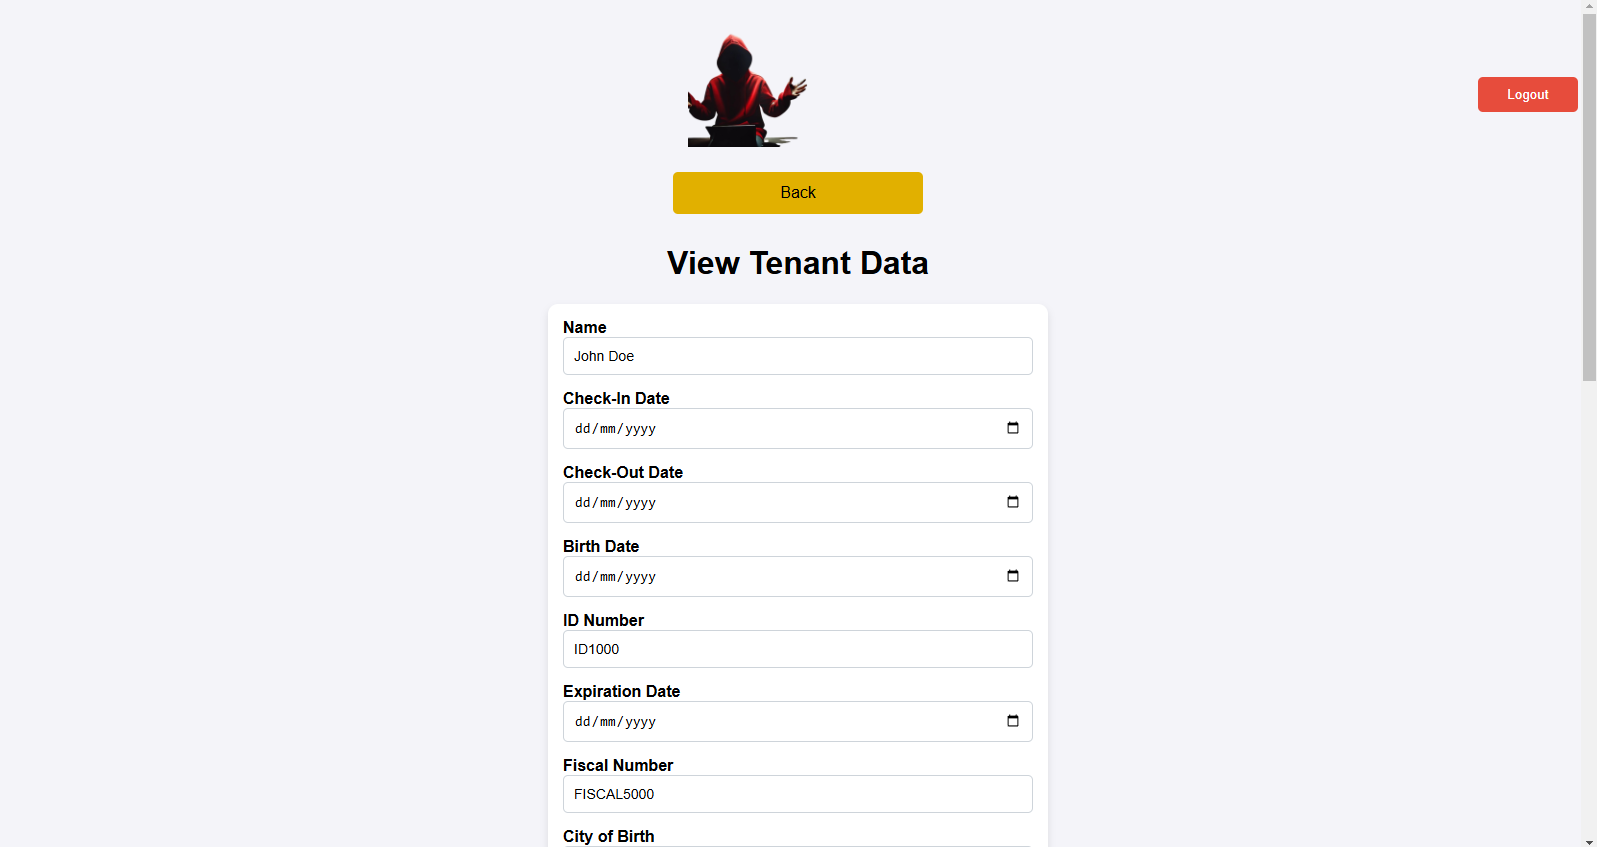 Logout
Back
View Tenant Data
Name
John Doe
Check-In Date
dd/mm/yyyy
Check-Out Date
dd/mm/yyyy
Birth Date
dd/mm/yyyy
ID Number
ID1000
Expiration Date
dd/mm/yyyy
Fiscal Number
FISCAL5000
City of Birth